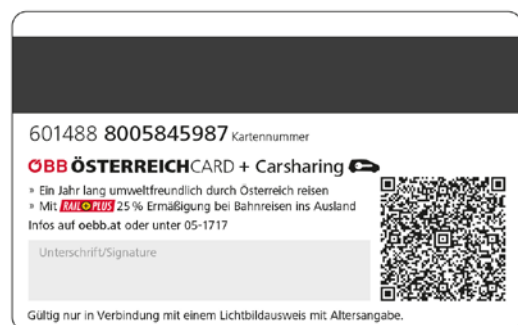 601488 8005845987 Kartennummer
ÖBB ÖSTERREICHCARD + Carsharing
» Ein Jahr lang umweltfreundlich durch Österreich reisen
» Mit RAIL PLUS 25 % Ermäßigung bei Bahnreisen ins Ausland
Infos auf oebb.at oder unter 05-1717
Unterschrift/Signature
Gültig nur in Verbindung mit einem Lichtbildausweis mit Altersangabe.